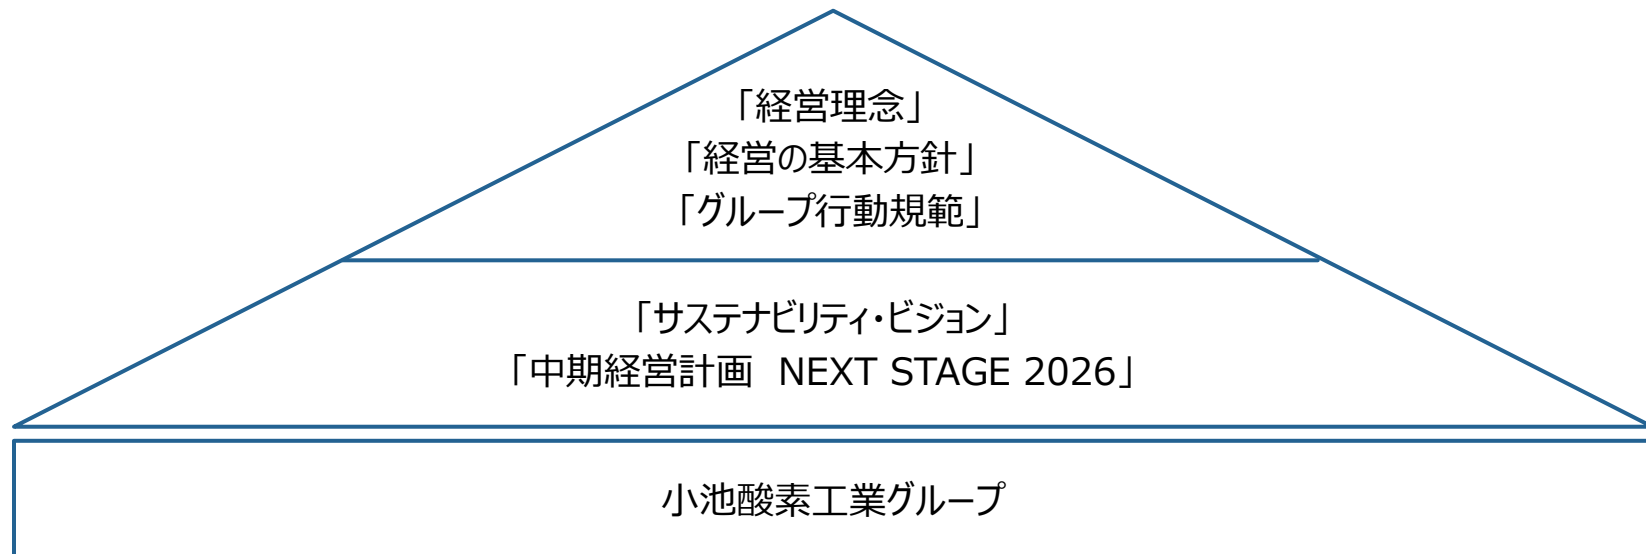 「経営理念」
「経営の基本方針」
「グループ行動規範」
「サステナビリティ・ビジョン」
「中期経営計画 NEXT STAGE 2026」
小池酸素工業グループ